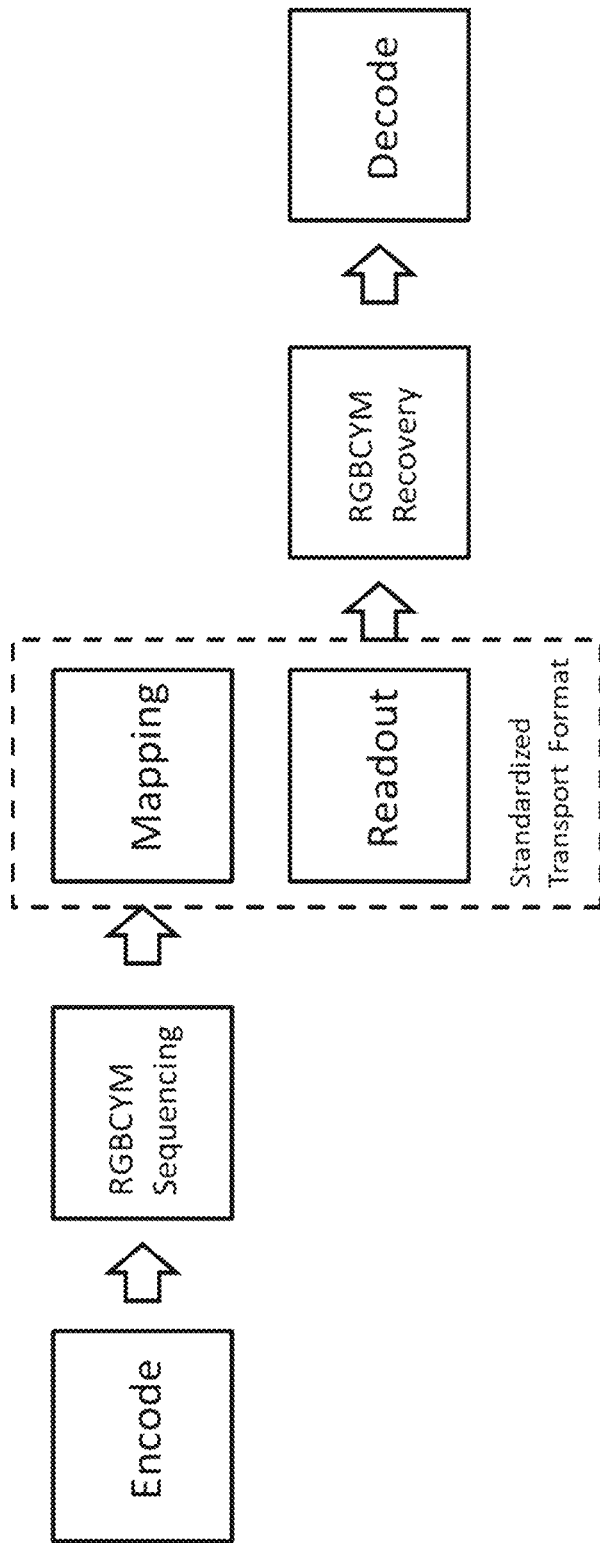 Encode
RGBCYM
Sequencing
Mapping
Readout
Standardized
Transport Format
RGBCYM
Recovery
Decode